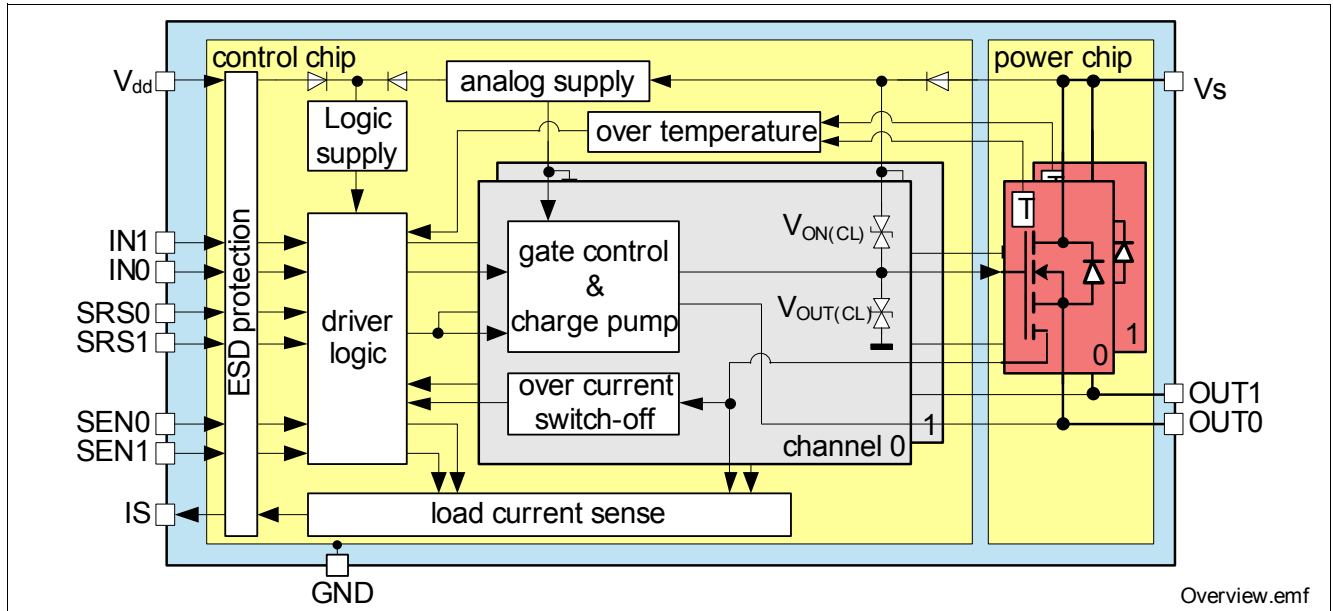 control chip
power chip
Vdd
analog supply
Vs
Logic
supply
over temperature
T
T
IN1
IN0
SRS0
SRS1
SEN0
SEN1
IS
ESD protection
driver
logic
gate control
&
charge pump
VON(CL)
VOUT(CL)
over current
switch-off
channel 0
1
0
1
OUT1
OUT0
load current sense
GND
Overview.emf